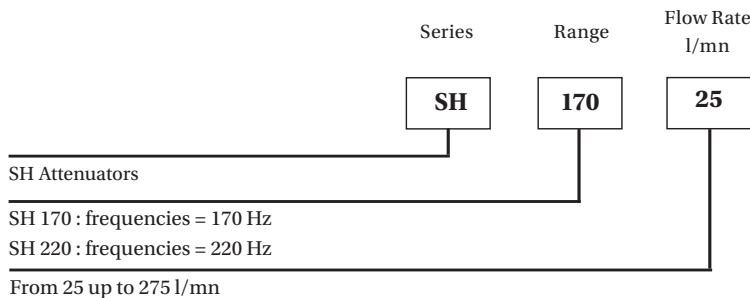 Series Range Flow Rate
l/mn
SH 170 25
SH Attenuators
SH 170 : frequencies = 170 Hz
SH 220 : frequencies = 220 Hz
From 25 up to 275 l/mn